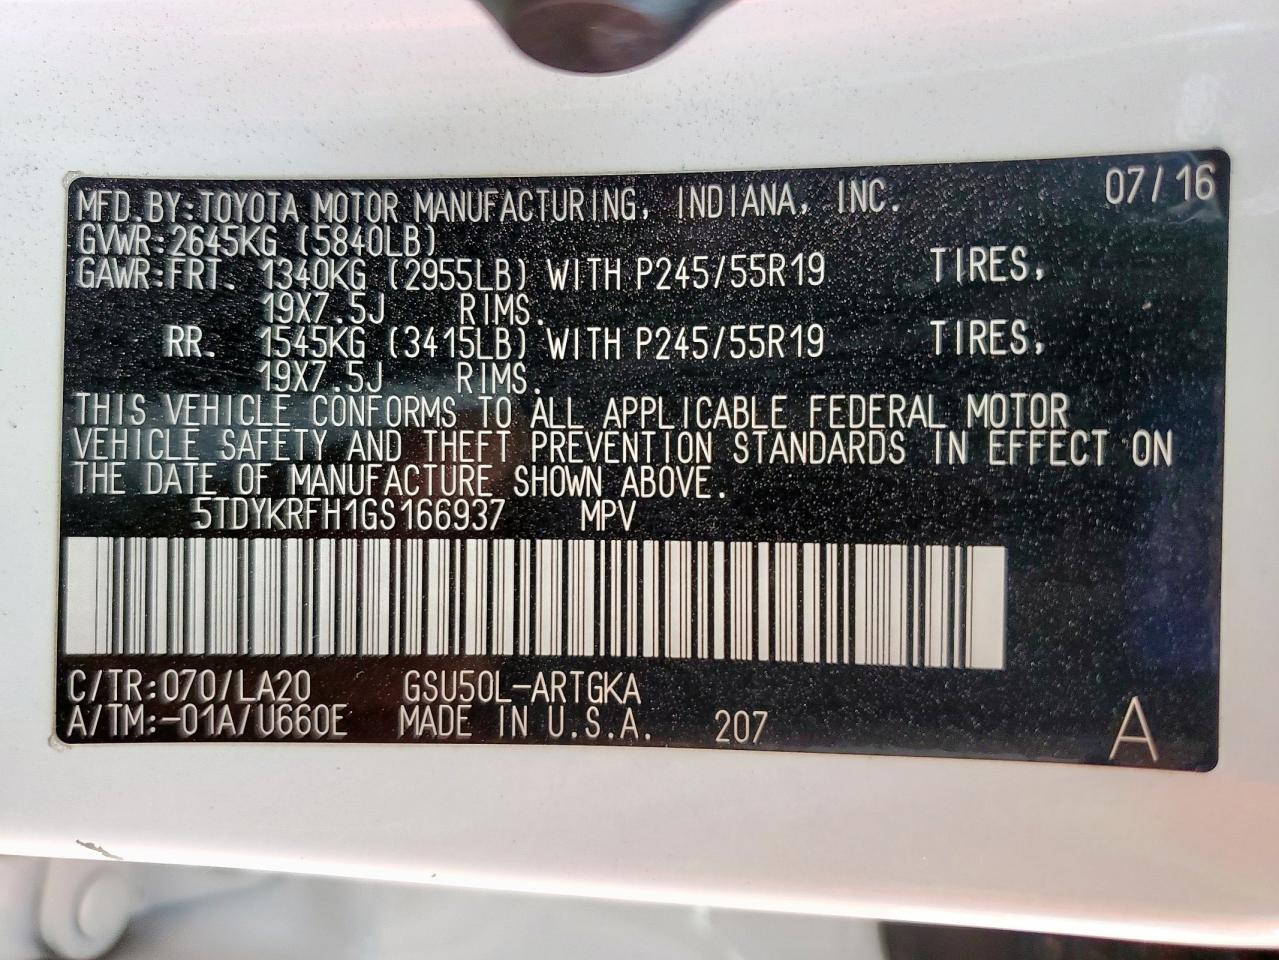 MFD.BY:TOYOTA MOTOR MANUFACTURING, INDIANA, INC. 07/16
GVWR:2645KG (5840LB)
GAWR:FRT. 1340KG (2955LB) WITH P245/55R19 TIRES,
19X7.5J RIMS.
RR. 1545KG (3415LB) WITH P245/55R19 TIRES,
19X7.5J RIMS.
THIS VEHICLE CONFORMS TO ALL APPLICABLE FEDERAL MOTOR
VEHICLE SAFETY AND THEFT PREVENTION STANDARDS IN EFFECT ON
THE DATE OF MANUFACTURE SHOWN ABOVE.
5TDYKRFH1GS166937 MPV
C/TR:070/LA20 GSU50L-ARTGKA
A/TM:-01A/U660E MADE IN U.S.A. 207 A